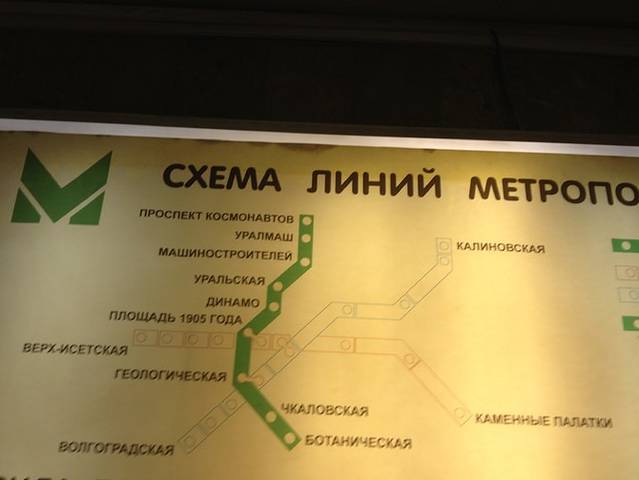 СХЕМА ЛИНИЙ МЕТРОПО
ПРОСПЕКТ КОСМОНАВТОВ
УРАЛМАШ
МАШИНОСТРОИТЕЛЕЙ
КАЛИНОВСКАЯ
УРАЛЬСКАЯ
ДИНАМО
ПЛОЩАДЬ 1905 ГОДА
ВЕРХ-ИСЕТСКАЯ
ГЕОЛОГИЧЕСКАЯ
ЧКАЛОВСКАЯ
КАМЕННЫЕ ПАЛАТКИ
БОТАНИЧЕСКАЯ
ВОЛГОГРАДСКАЯ